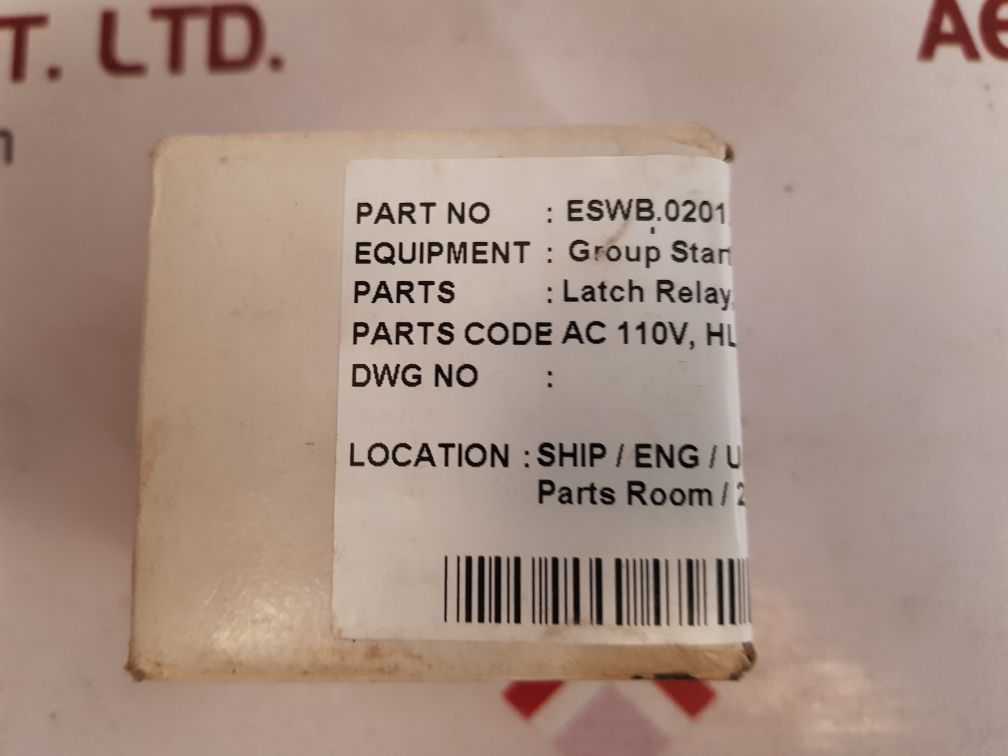 T. LTD.
PART NO : ESWB.0201
EQUIPMENT : Group Star
PARTS : Latch Relay,
PARTS CODE AC 110V, HL
DWG NO :
LOCATION : SHIP / ENG / U
Parts Room / 2